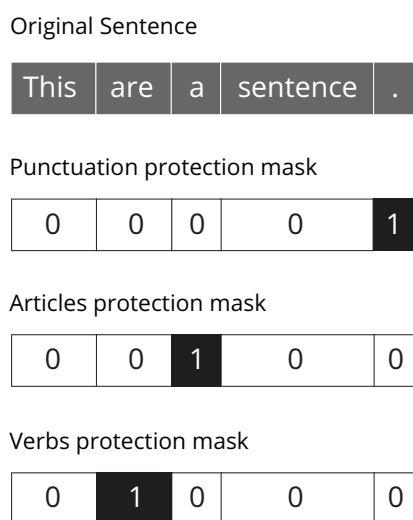 Original Sentence
This are a sentence .
Punctuation protection mask
0 0 0 0 1
Articles protection mask
0 0 1 0 0
Verbs protection mask
0 1 0 0 0